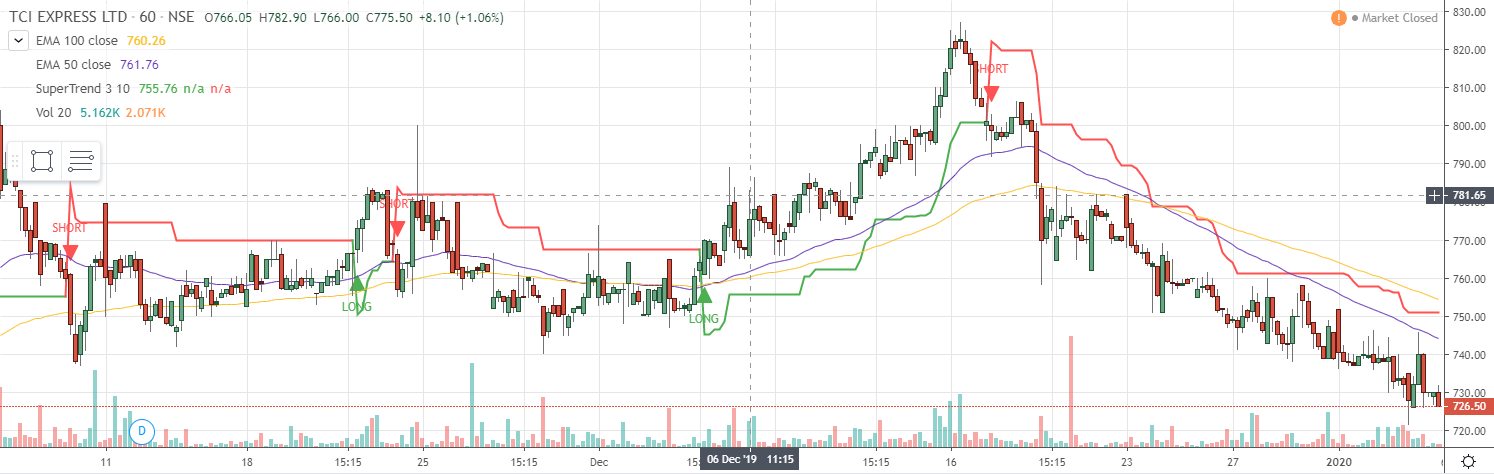 TCI EXPRESS LTD · 60 · NSE O766.05 H782.90 L766.00 C775.50 +8.10 (+1.06%)
! Market Closed
EMA 100 close 760.26
EMA 50 close 761.76
SuperTrend 3 10 755.76 n/a n/a
Vol 20 5.162K 2.071K
SHORT
SHORT
SHORT
LONG
LONG
D
830.00
820.00
810.00
800.00
790.00
781.65
770.00
760.00
750.00
740.00
730.00
726.50
720.00
11 18 15:15 25 15:15 Dec 06 Dec '19 11:15 15:15 16 15:15 23 27 2020